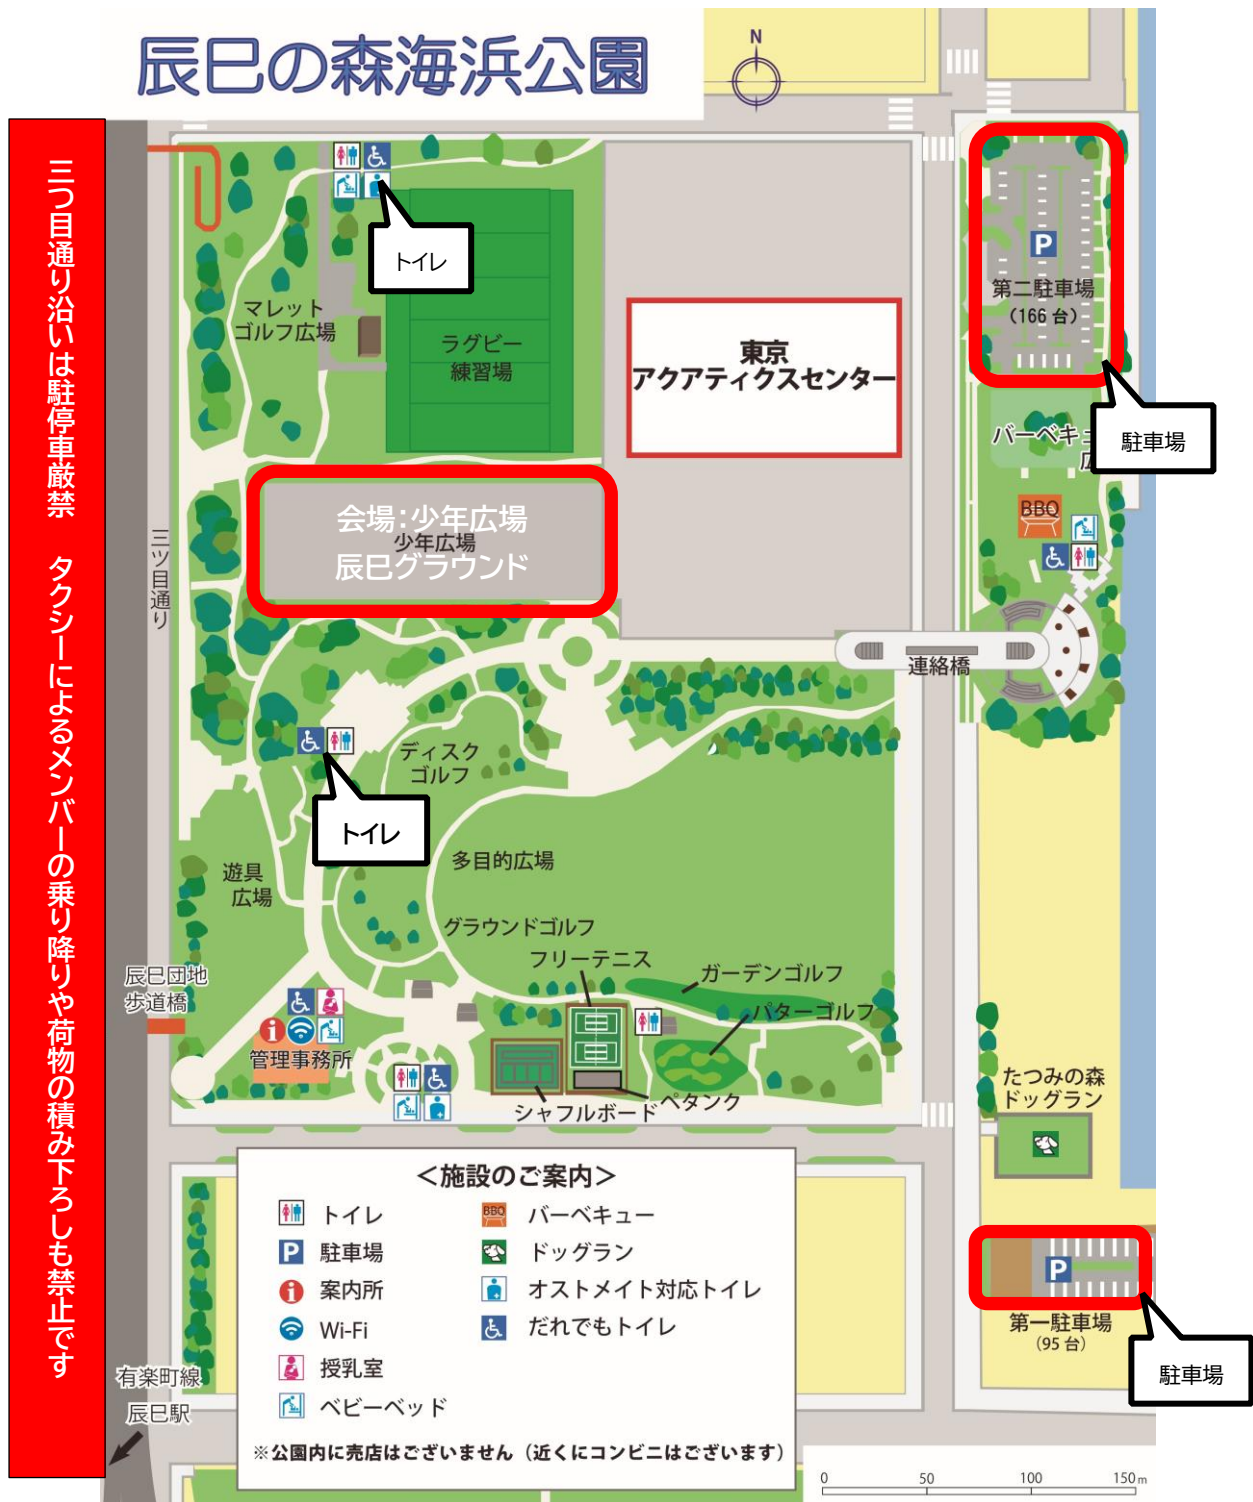 辰巳の森海浜公園
N
三つ目通り沿いは駐停車厳禁　タクシーによるメンバーの乗り降りや荷物の積み下ろしも禁止です
トイレ
マレット
ゴルフ広場
ラグビー
練習場
東京
アクアティクスセンター
P
第二駐車場
（166 台）
駐車場
バーベキュ
BBQ
会場：少年広場
少年広場
辰巳グラウンド
三ツ目通り
連絡橋
ディスク
ゴルフ
トイレ
多目的広場
遊具
広場
グラウンドゴルフ
フリーテニス
ガーデンゴルフ
パターゴルフ
辰巳団地
歩道橋
管理事務所
シャフルボード
ペタンク
たつみの森
ドッグラン
P
第一駐車場
（95 台）
駐車場
＜施設のご案内＞
トイレ
P 駐車場
案内所
Wi-Fi
授乳室
ベビーベッド
BBQ バーベキュー
ドッグラン
オストメイト対応トイレ
だれでもトイレ
※公園内に売店はございません（近くにコンビニはございます）
有楽町線
辰巳駅
0 50 100 150 m